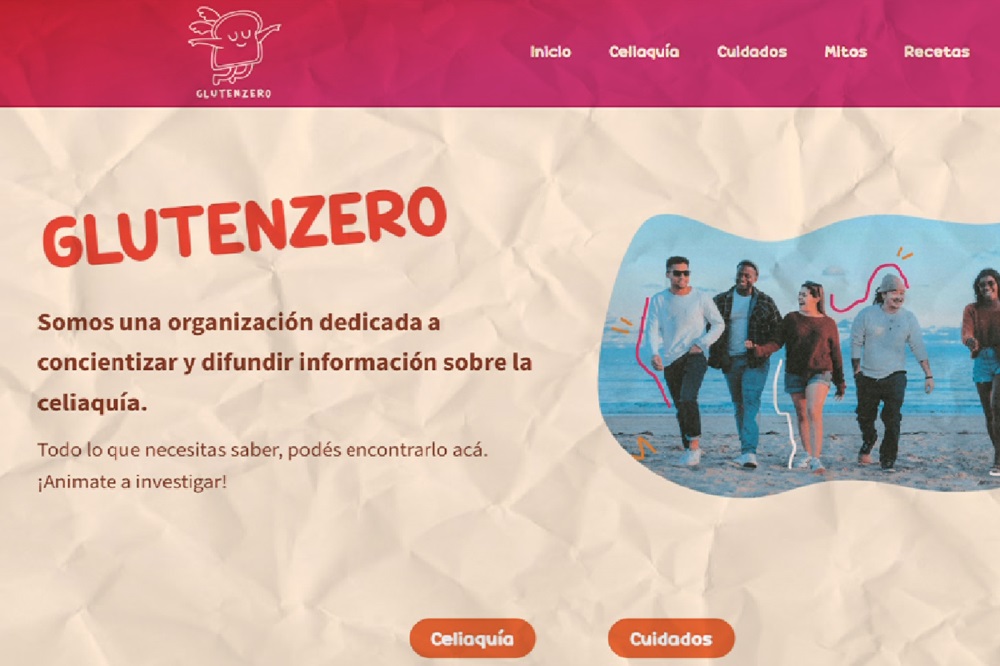 GLUTENZERO
Inicio
Celiaquía
Cuidados
Mitos
Recetas
GLUTENZERO
Somos una organización dedicada a
concientizar y difundir información sobre la
celiaquía.
Todo lo que necesitas saber, podés encontrarlo acá.
¡Animate a investigar!
Celiaquía
Cuidados